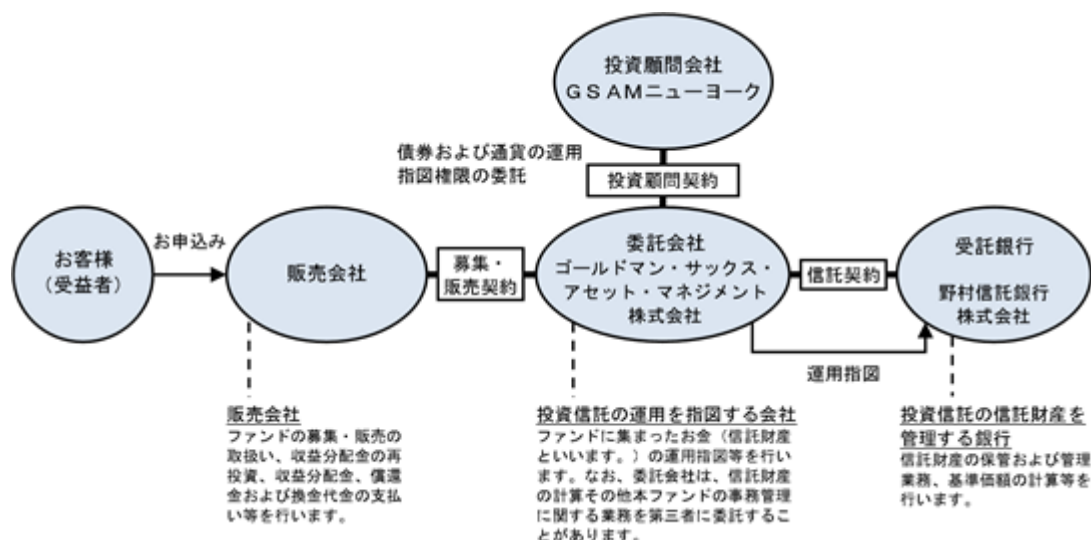 投資顧問会社
GSAMニューヨーク
債券および通貨の運用
指図権限の委託
投資顧問契約
お客様
（受益者）
お申込み
販売会社
募集・
販売契約
委託会社
ゴールドマン・サックス・
アセット・マネジメント
株式会社
信託契約
受託銀行
野村信託銀行
株式会社
運用指図
販売会社
ファンドの募集・販売の
取扱い、収益分配金の再
投資、収益分配金、償還
金および換金代金の支払
い等を行います。
投資信託の運用を指図する会社
ファンドに集まったお金（信託財産
といいます。）の運用指図等を行い
ます。なお、委託会社は、信託財産
の計算その他本ファンドの事務管理
に関する業務を第三者に委託するこ
とがあります。
投資信託の信託財産を
管理する銀行
信託財産の保管および管理
業務、基準価額の計算等を
行います。